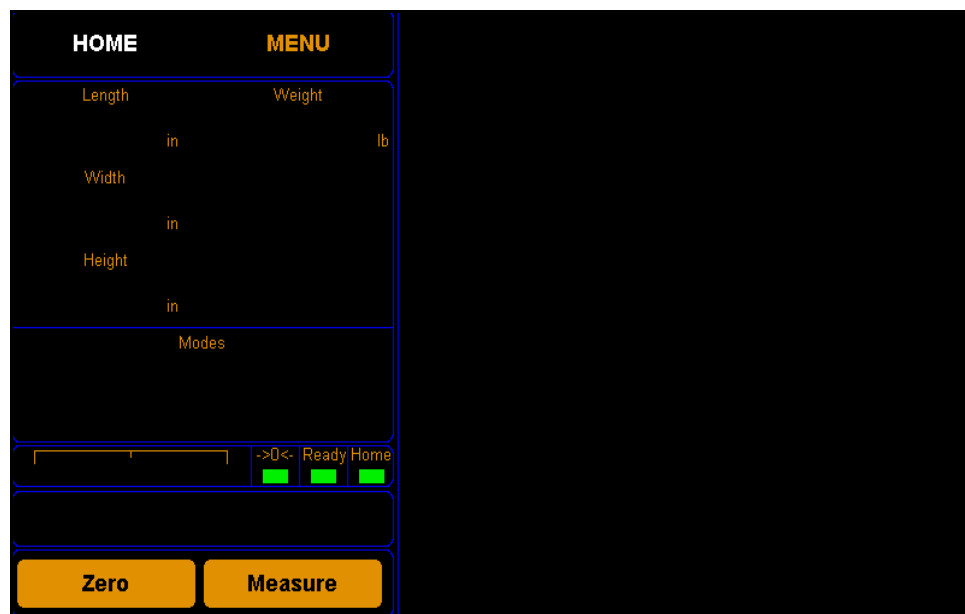 HOME MENU
Length Weight
in lb
Width
in
Height
in
Modes
->0<- Ready Home
Zero Measure